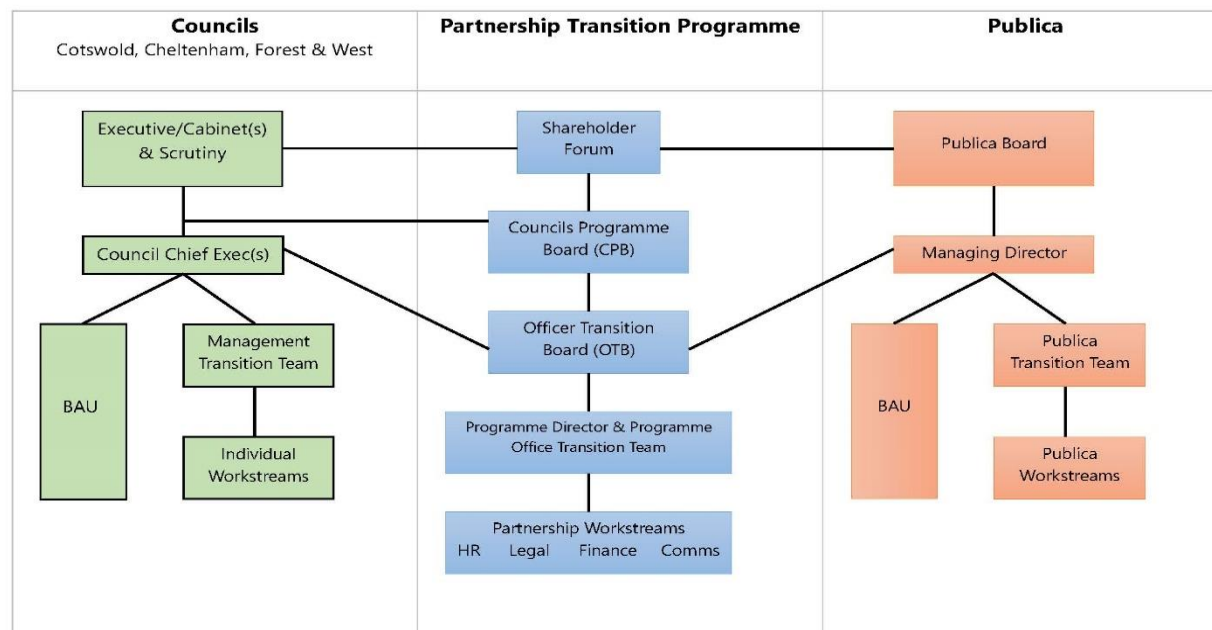 Councils
Cotswold, Cheltenham, Forest & West
Partnership Transition Programme
Publica
Executive/Cabinet(s)
& Scrutiny
Council Chief Exec(s)
BAU
Management
Transition Team
Individual
Workstreams
Shareholder
Forum
Councils Programme
Board (CPB)
Officer Transition
Board (OTB)
Programme Director & Programme
Office Transition Team
Partnership Workstreams
HR Legal Finance Comms
Publica Board
Managing Director
BAU
Publica
Transition Team
Publica
Workstreams